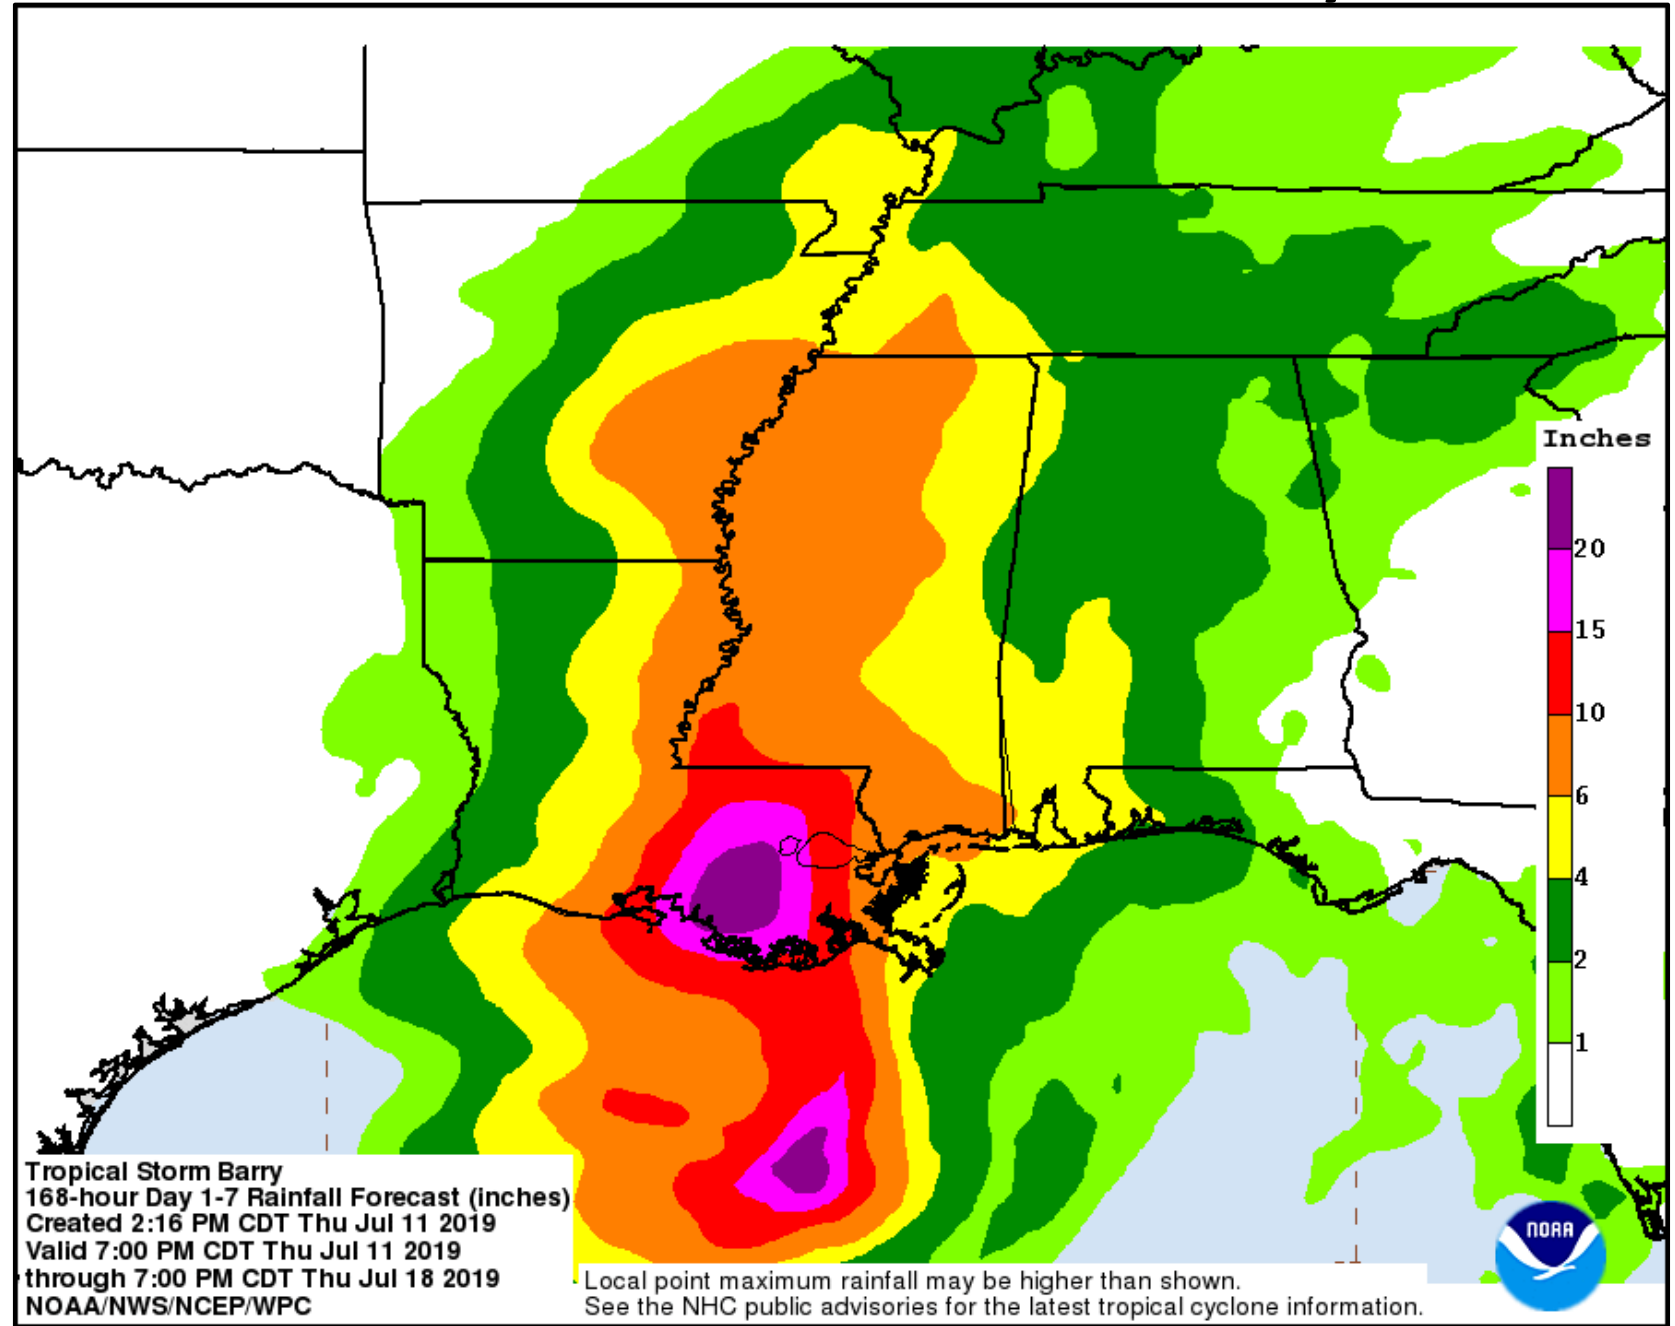 Inches
20
15
10
6
4
2
1
Tropical Storm Barry
168-hour Day 1-7 Rainfall Forecast (inches)
Created 2:16 PM CDT Thu Jul 11 2019
Valid 7:00 PM CDT Thu Jul 11 2019
through 7:00 PM CDT Thu Jul 18 2019
NOAA/NWS/NCEP/WPC
Local point maximum rainfall may be higher than shown.
See the NHC public advisories for the latest tropical cyclone information.
NOAA